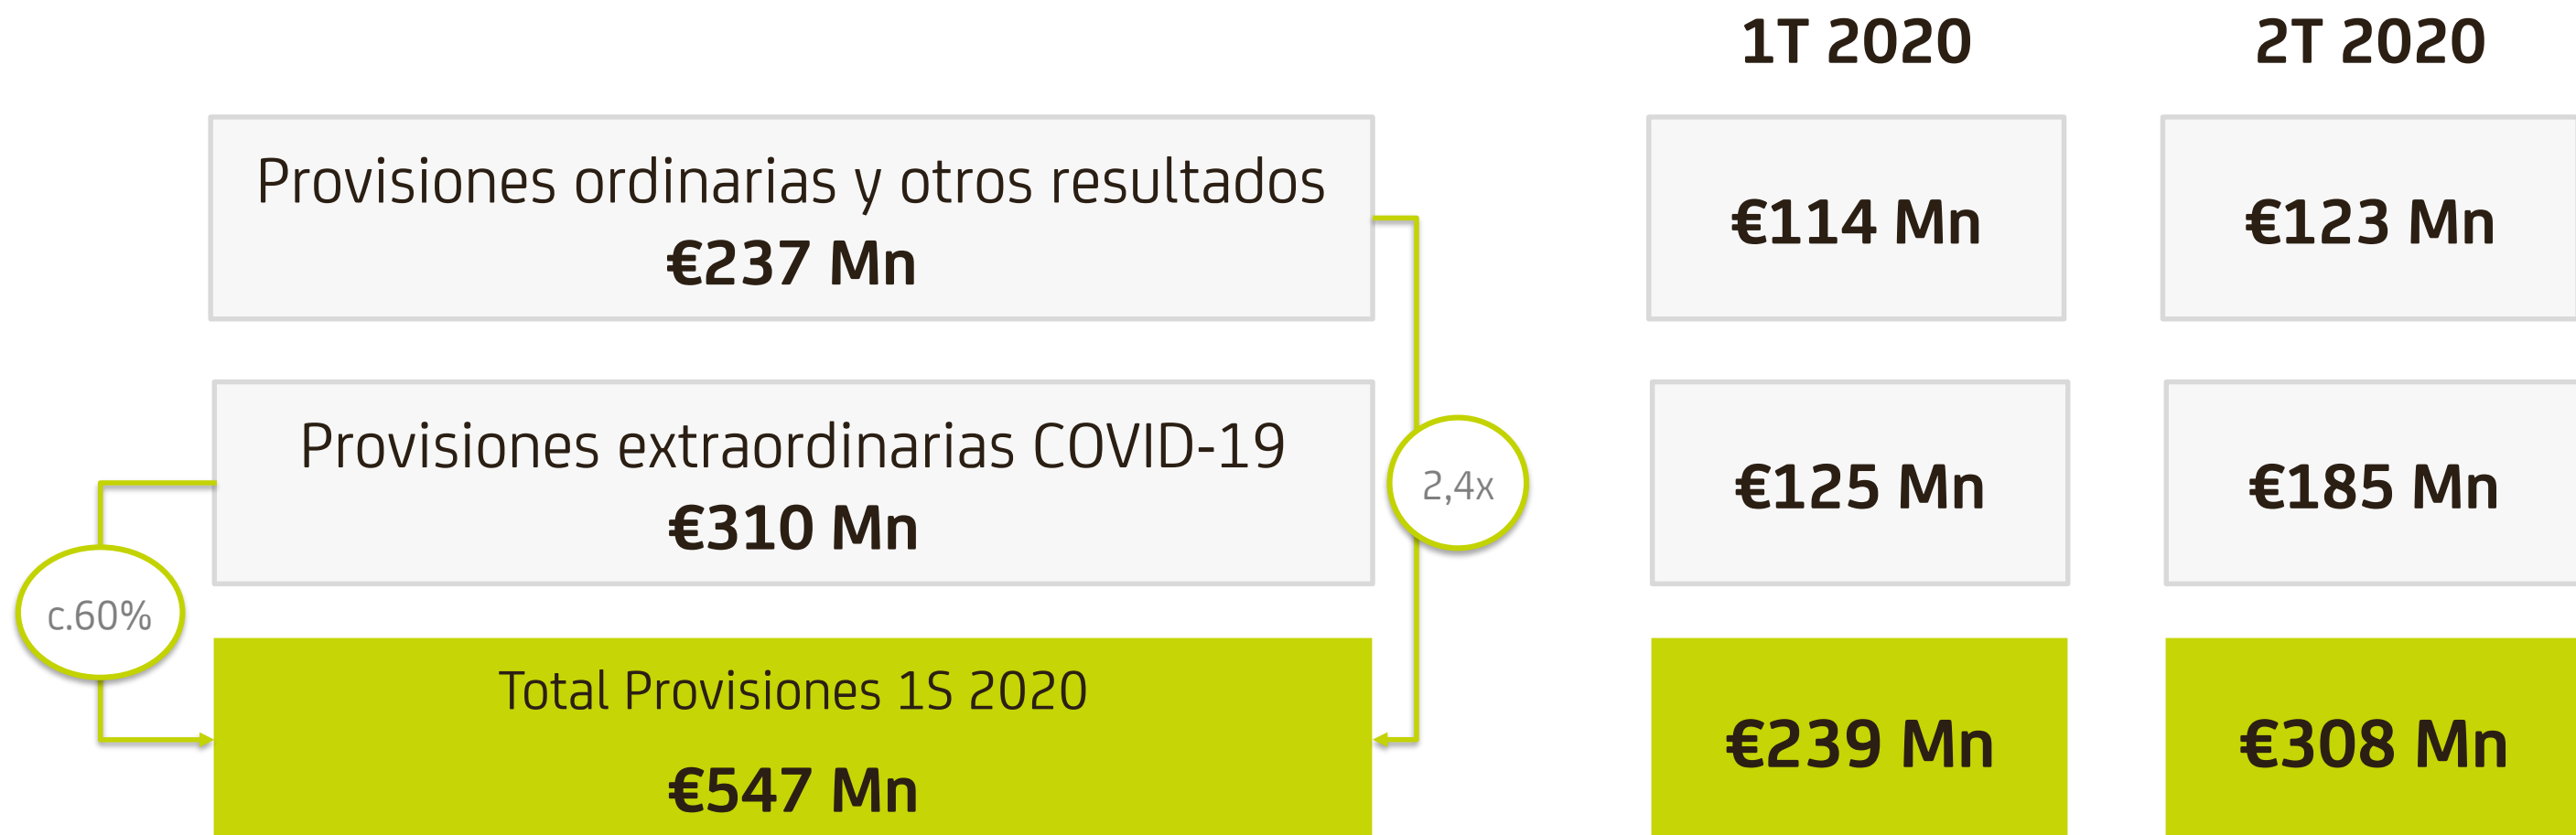 1T 2020
2T 2020
Provisiones ordinarias y otros resultados
€237 Mn
€114 Mn
€123 Mn
Provisiones extraordinarias COVID-19
€310 Mn
2,4x
€125 Mn
€185 Mn
c.60%
Total Provisiones 1S 2020
€547 Mn
€239 Mn
€308 Mn